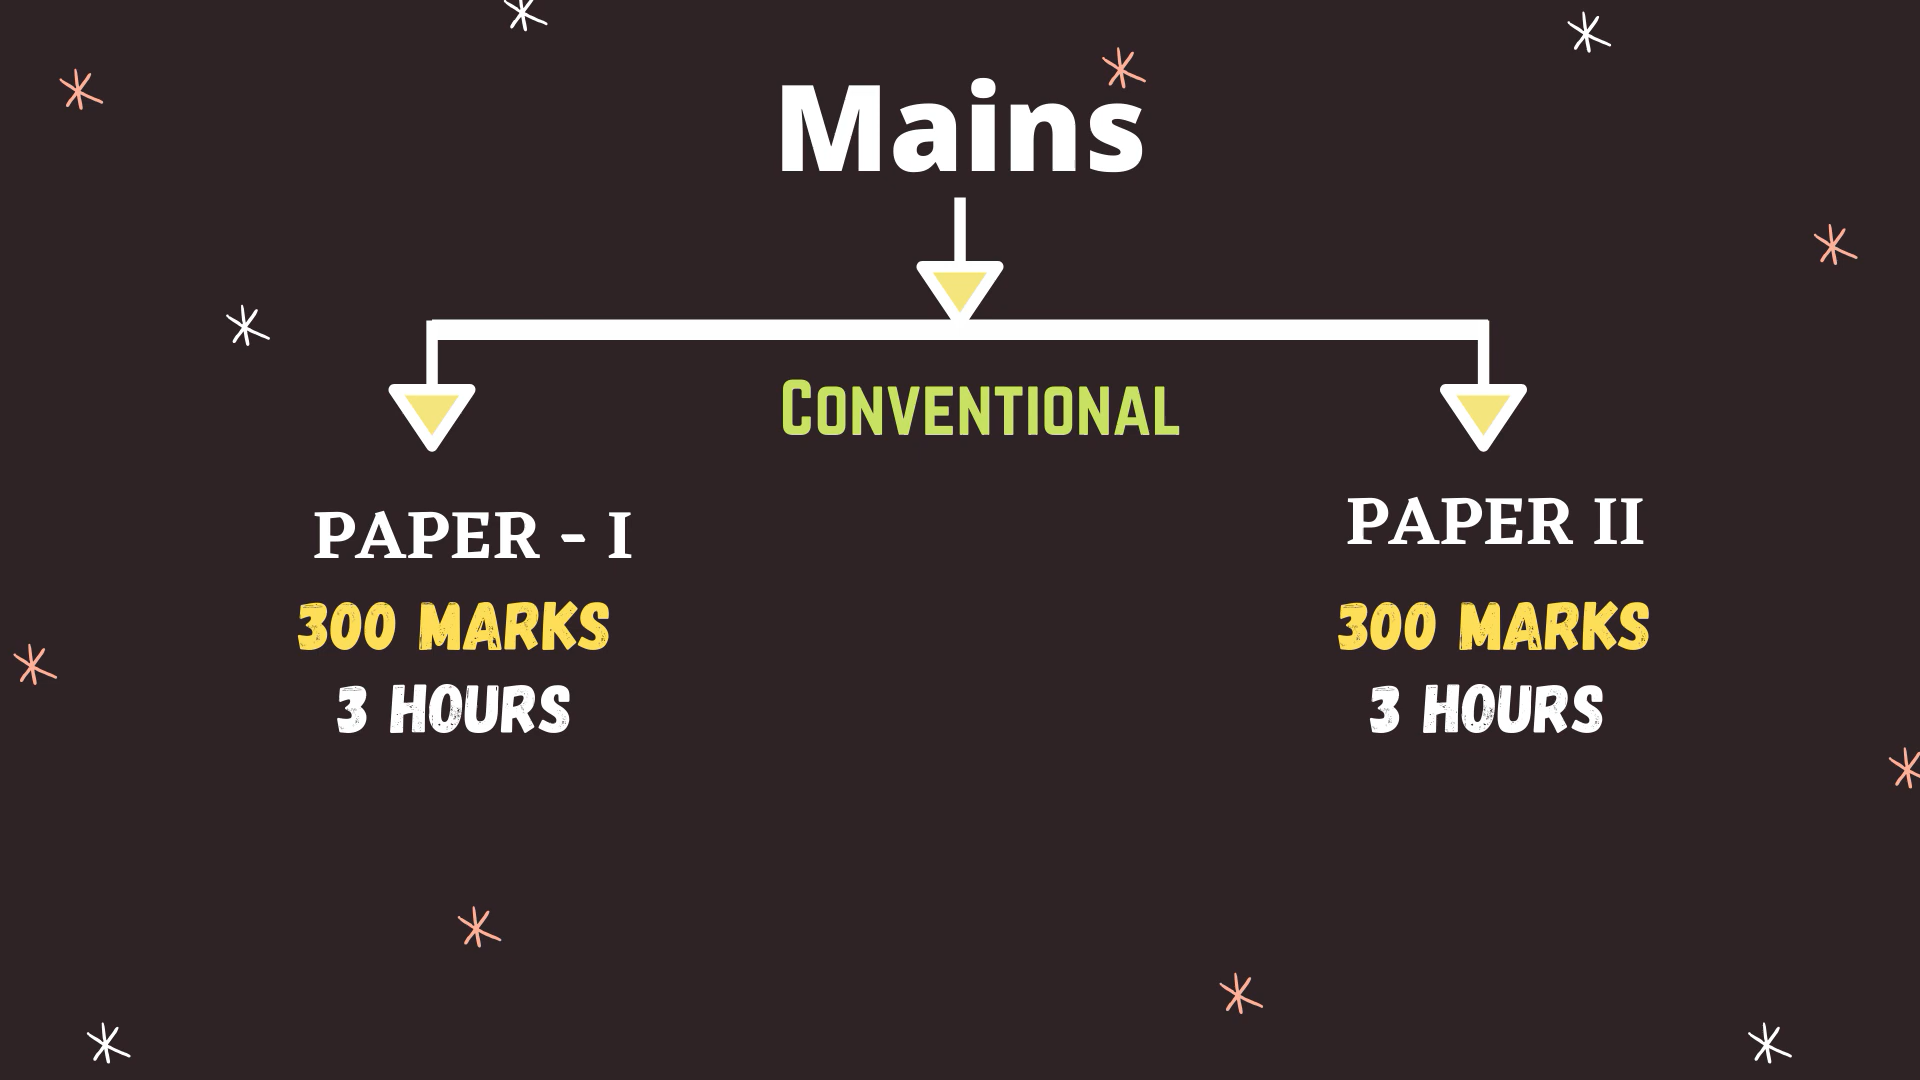 Mains
CONVENTIONAL
PAPER - I
300 MARKS
3 HOURS
PAPER II
300 MARKS
3 HOURS